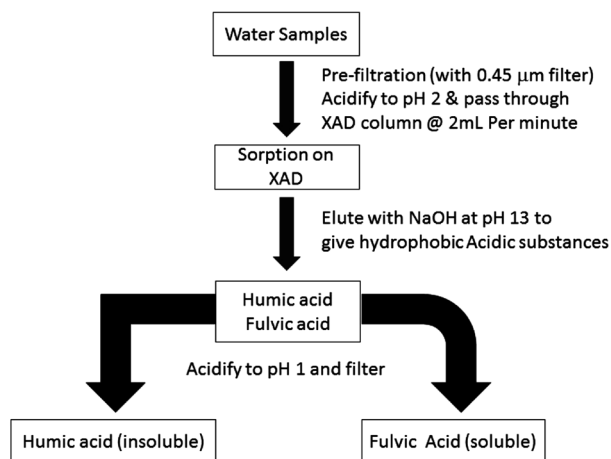 Water Samples
Pre-filtration (with 0.45 µm filter)
Acidify to pH 2 & pass through
XAD column @ 2mL Per minute
Sorption on
XAD
Elute with NaOH at pH 13 to
give hydrophobic Acidic substances
Humic acid
Fulvic acid
Acidify to pH 1 and filter
Humic acid (insoluble)
Fulvic Acid (soluble)